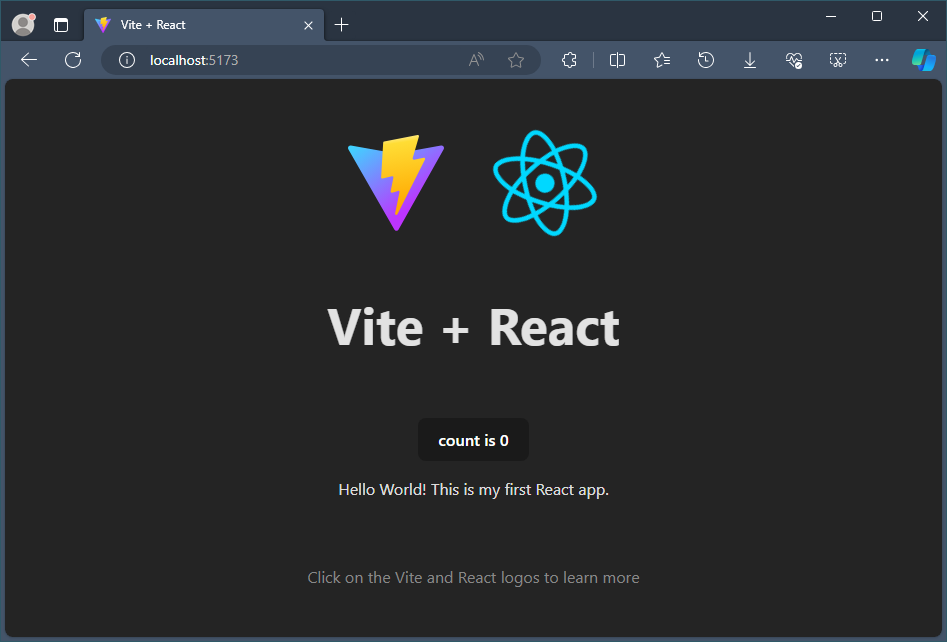 Vite + React
localhost:5173
Vite + React
count is 0
Hello World! This is my first React app.
Click on the Vite and React logos to learn more